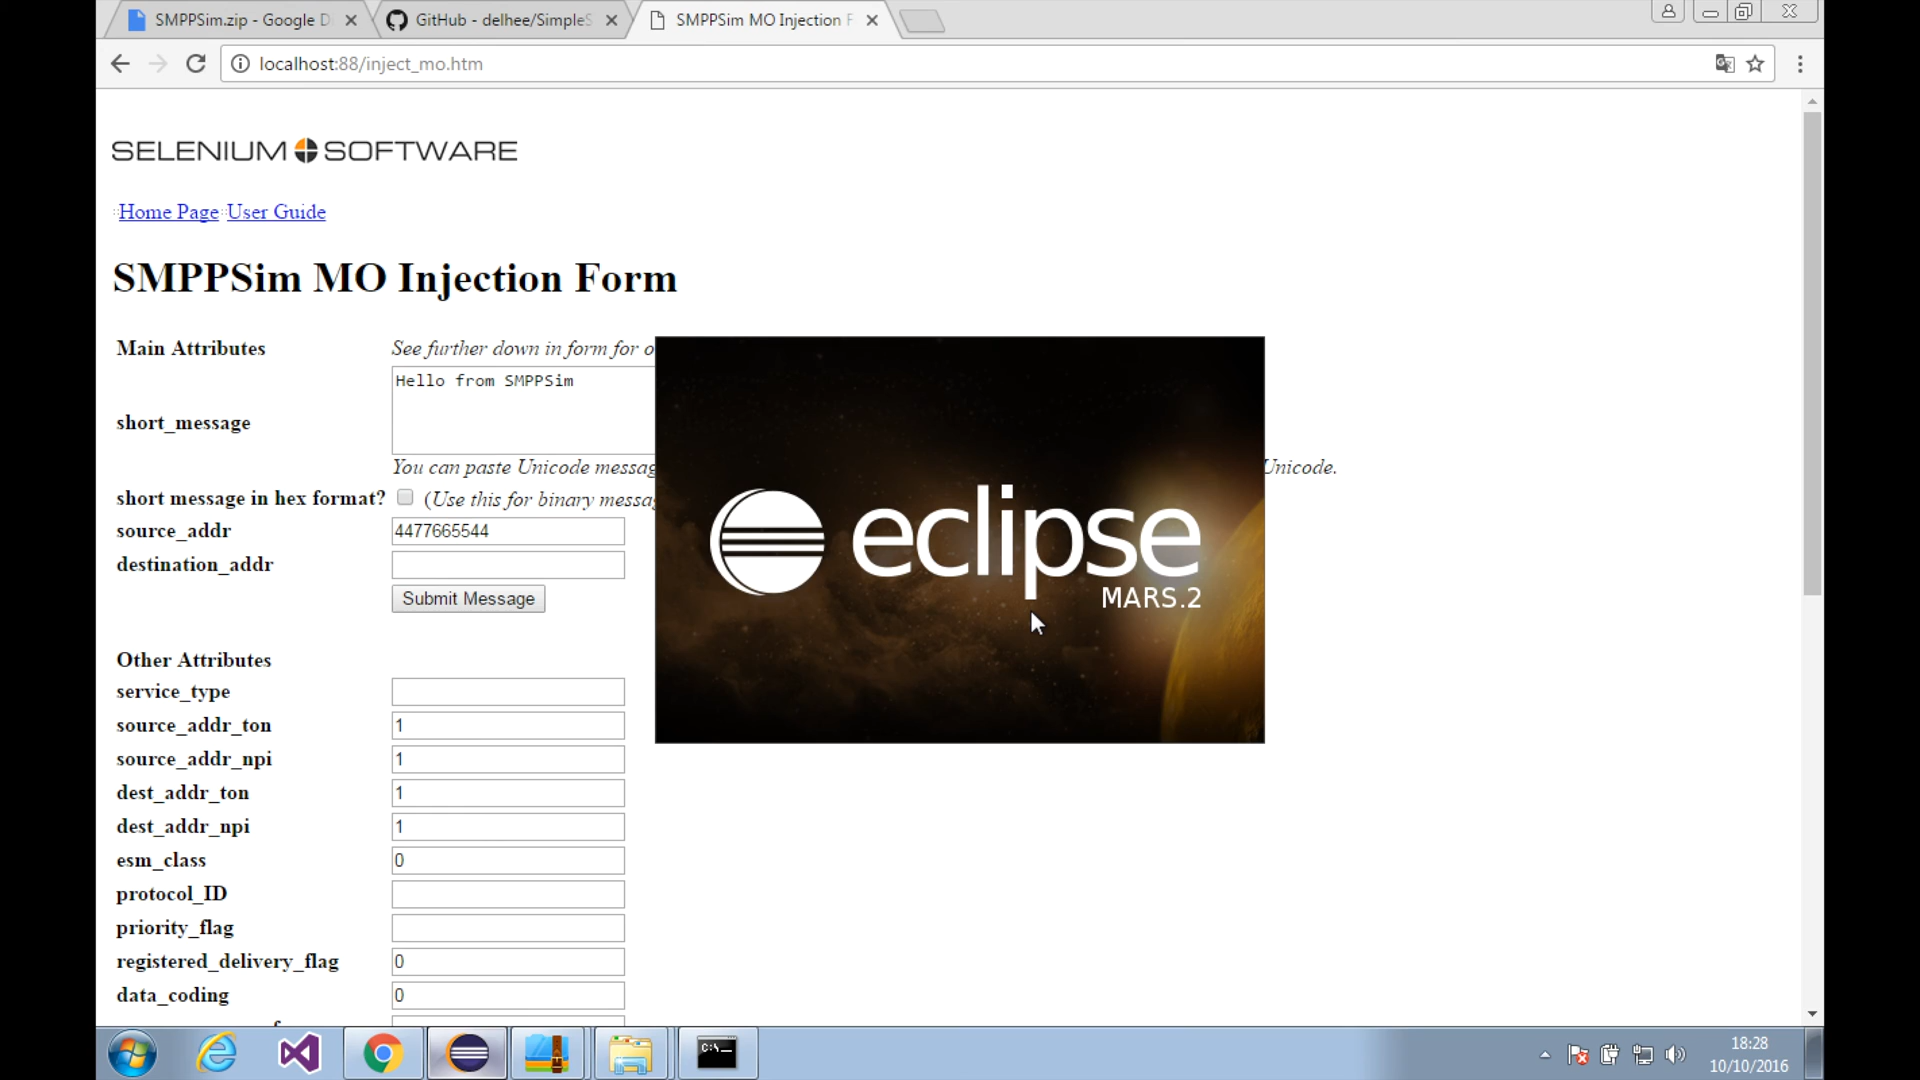 SMPPSim.zip - Google D
GitHub - delhee/SimpleS
SMPPSim MO Injection F
localhost:88/inject_mo.htm
SELENIUM SOFTWARE
Home Page User Guide
SMPPSim MO Injection Form
Main Attributes
See further down in form for o
Hello from SMPPSim
short_message
You can paste Unicode messag
Unicode.
short message in hex format?
(Use this for binary messag
source_addr
4477665544
destination_addr
Submit Message
Other Attributes
service_type
source_addr_ton
1
source_addr_npi
1
dest_addr_ton
1
dest_addr_npi
1
esm_class
0
protocol_ID
priority_flag
registered_delivery_flag
0
data_coding
0
eclipse
MARS.2
C:\._
18:28
10/10/2016